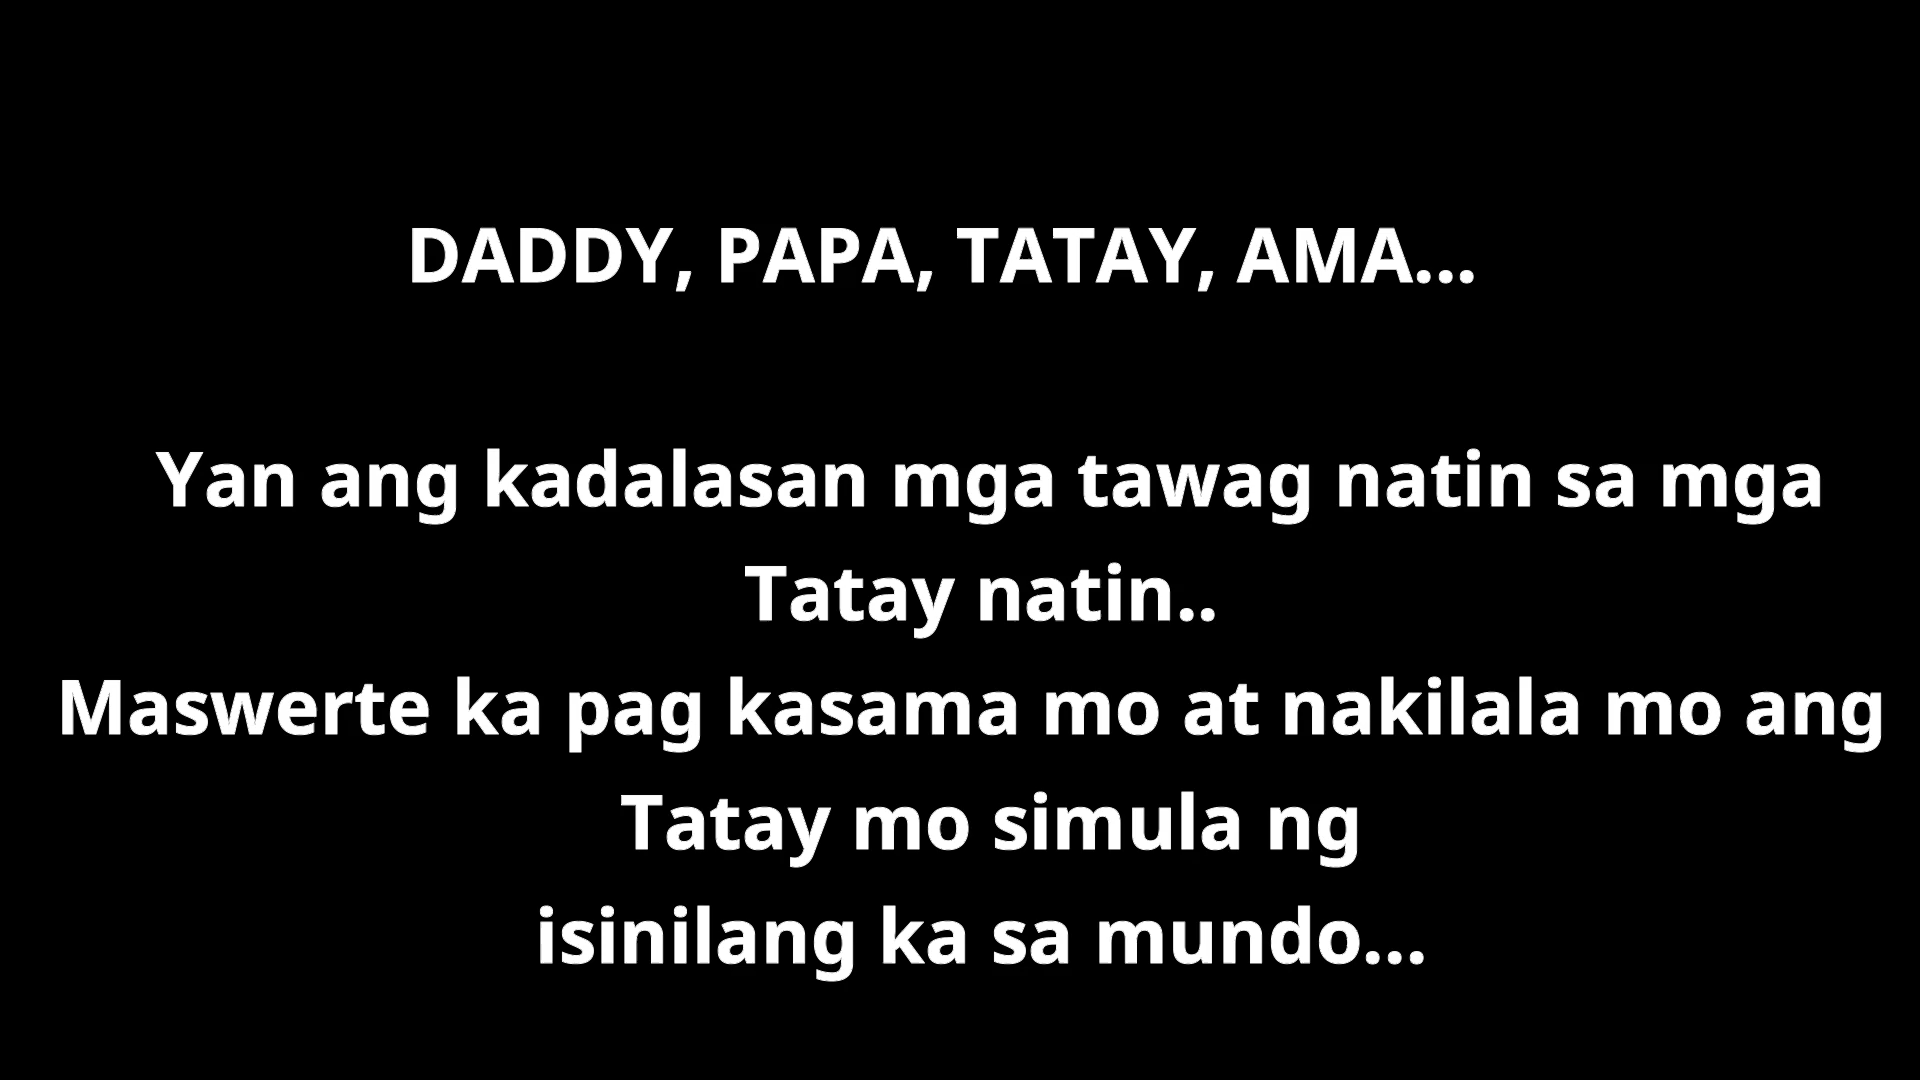 DADDY, PAPA, TATAY, AMA...
Yan ang kadalasan mga tawag natin sa mga
Tatay natin..
Maswerte ka pag kasama mo at nakilala mo ang
Tatay mo simula ng
isinilang ka sa mundo...